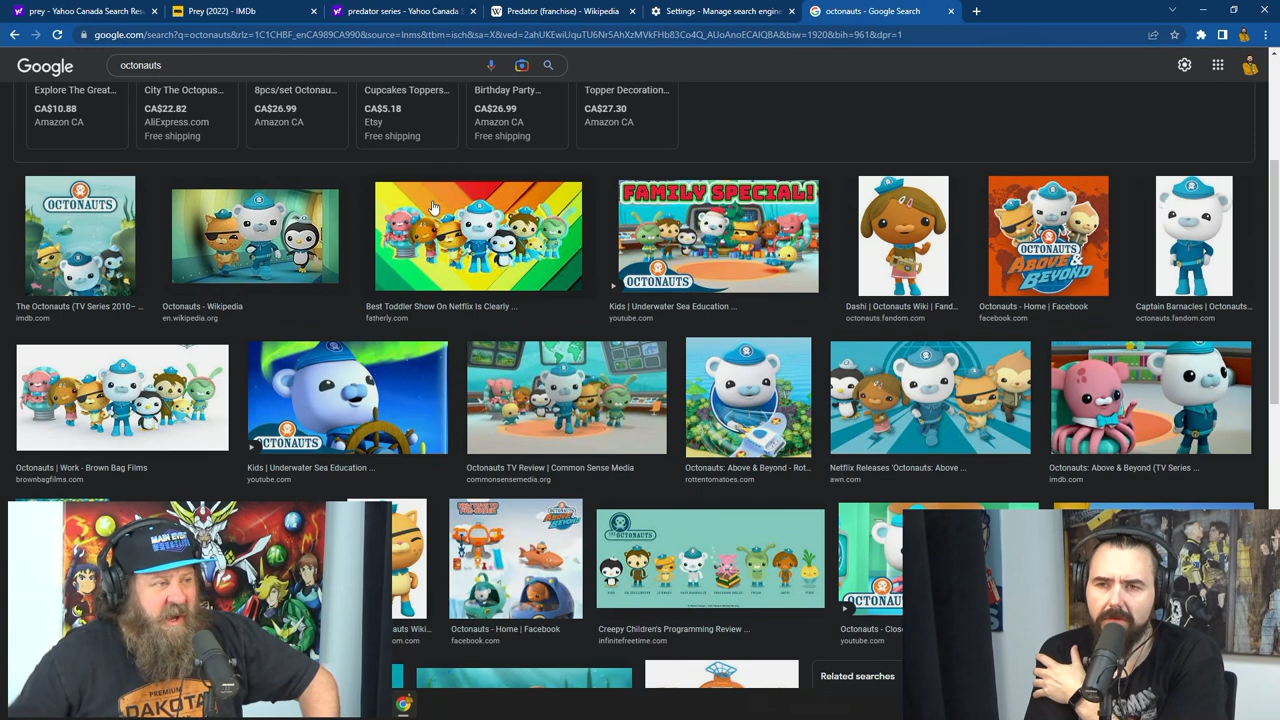 prey - Yahoo Canada Search Res
Prey (2022) - IMDb
predator series - Yahoo Canada S
Predator (franchise) - Wikipedia
Settings - Manage search engine
octonauts - Google Search
google.com/search?q=octonauts&rlz=1C1CHBF_enCA989CA990&source=lnms&tbm=isch&sa=X&ved=2ahUKEwiUquTU6Nr5AhXzMVkFHb83Co4Q_AUoAnoECAIQBA&biw=1920&bih=961&dpr=1
Google
octonauts
Explore The Great...
City The Octopus...
8pcs/set Octonau...
Cupcakes Toppers...
Birthday Party...
Topper Decoration...
CA$10.88
CA$22.82
CA$26.99
CA$5.18
CA$26.99
CA$27.30
Amazon CA
AliExpress.com
Amazon CA
Etsy
Amazon CA
Amazon CA
Free shipping
Free shipping
Free shipping
OCTONAUTS
FAMILY SPECIAL!
OCTONAUTS
OCTONAUTS
ABOVE &
BEYOND
The Octonauts (TV Series 2010– ...
Octonauts - Wikipedia
Best Toddler Show On Netflix Is Clearly ...
Kids | Underwater Sea Education ...
Dashi | Octonauts Wiki | Fand...
Octonauts - Home | Facebook
Captain Barnacles | Octonauts...
imdb.com
en.wikipedia.org
fatherly.com
youtube.com
octonauts.fandom.com
facebook.com
octonauts.fandom.com
OCTONAUTS
Octonauts | Work - Brown Bag Films
Kids | Underwater Sea Education ...
Octonauts TV Review | Common Sense Media
Octonauts: Above & Beyond - Rot...
Netflix Releases 'Octonauts: Above ...
Octonauts: Above & Beyond (TV Series ...
brownbagfilms.com
youtube.com
commonsensemedia.org
rottentomatoes.com
awn.com
imdb.com
OCTONAUTS
OCTONAU
auts Wiki...
Octonauts - Home | Facebook
Creepy Children's Programming Review ...
Octonauts - Clos
om.com
facebook.com
infinitefreetime.com
youtube.com
Related searches
MAIN EVENT
PREMIUM
DAKOTA